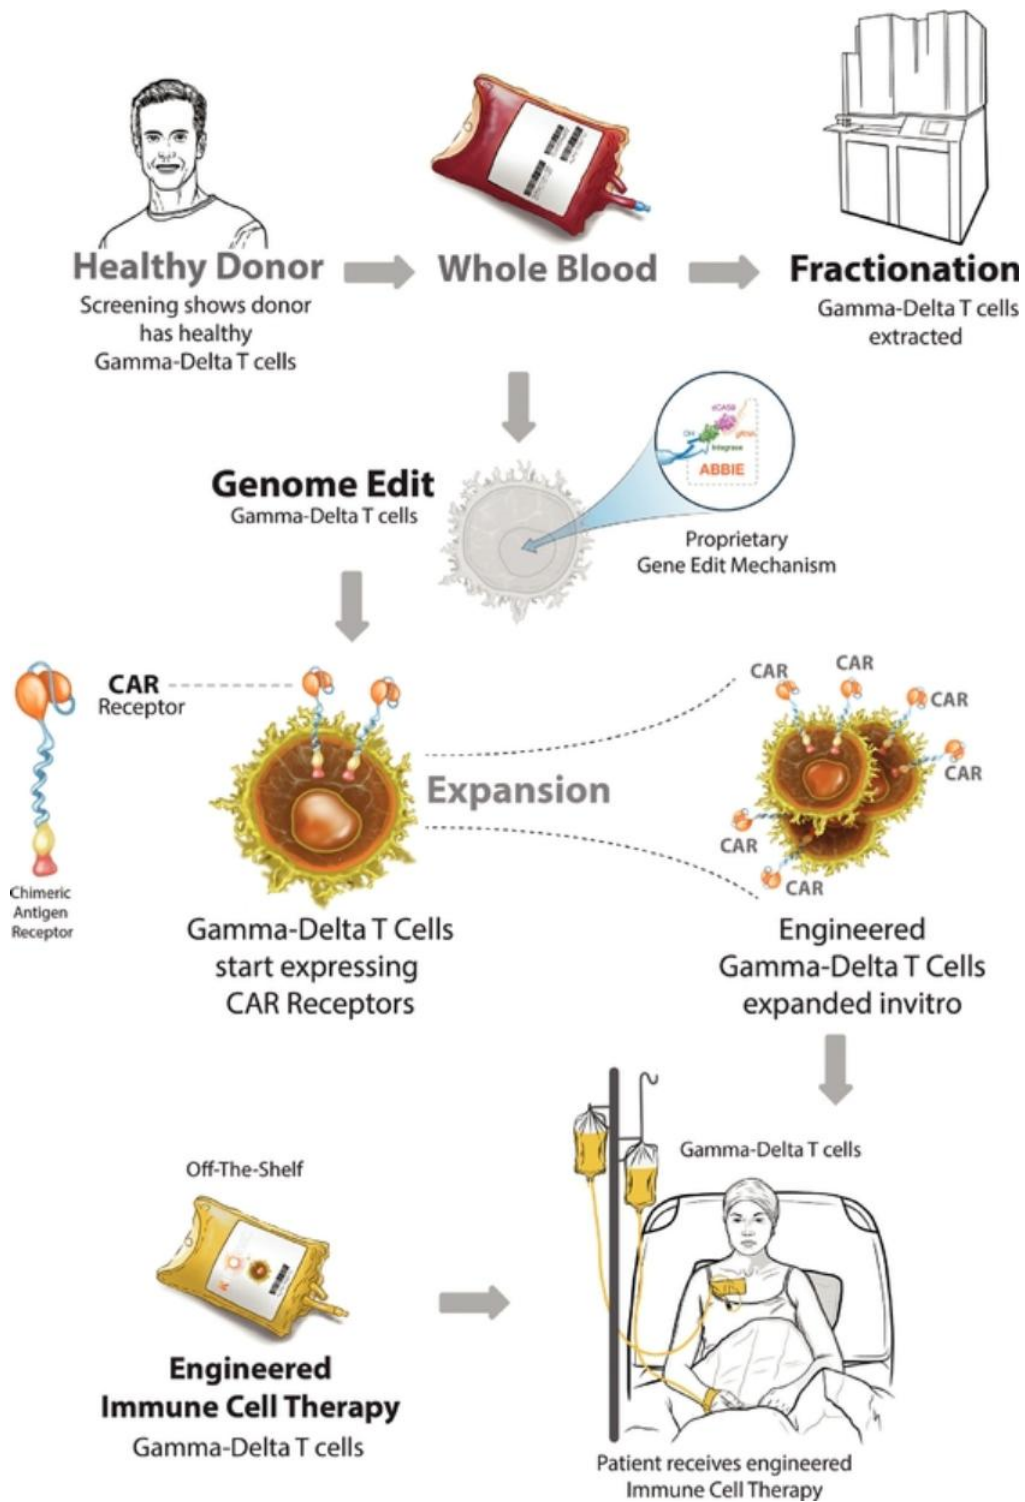 Healthy Donor
Screening shows donor
has healthy
Gamma-Delta T cells
Whole Blood
Fractionation
Gamma-Delta T cells
extracted
Genome Edit
Gamma-Delta T cells
dCAS9
OH
gRNA
Integrase
ABBIE
Proprietary
Gene Edit Mechanism
CAR
Receptor
Chimeric
Antigen
Receptor
Expansion
Gamma-Delta T Cells
start expressing
CAR Receptors
CAR
CAR
CAR
CAR
CAR
CAR
Engineered
Gamma-Delta T Cells
expanded invitro
Off-The-Shelf
Engineered
Immune Cell Therapy
Gamma-Delta T cells
Gamma-Delta T cells
Patient receives engineered
Immune Cell Therapy